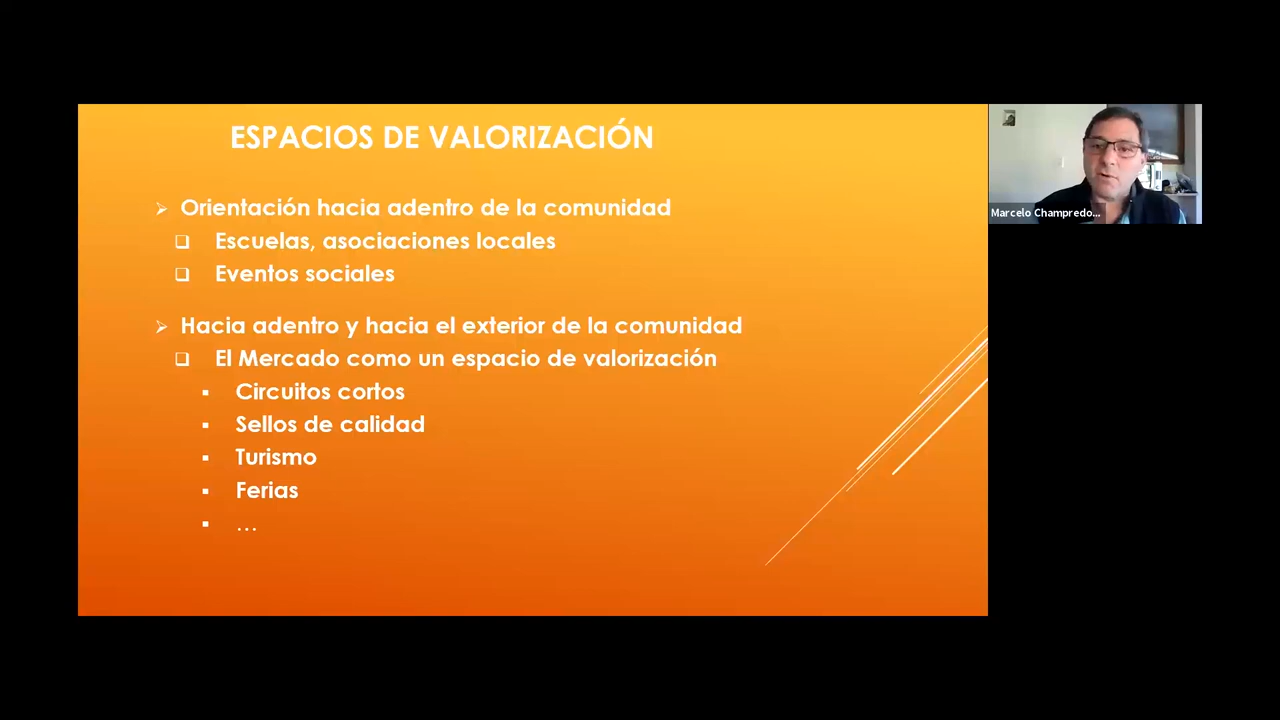 ESPACIOS DE VALORIZACIÓN
Orientación hacia adentro de la comunidad
Escuelas, asociaciones locales
Eventos sociales
Hacia adentro y hacia el exterior de la comunidad
El Mercado como un espacio de valorización
Circuitos cortos
Sellos de calidad
Turismo
Ferias
…
Marcelo Champredo...